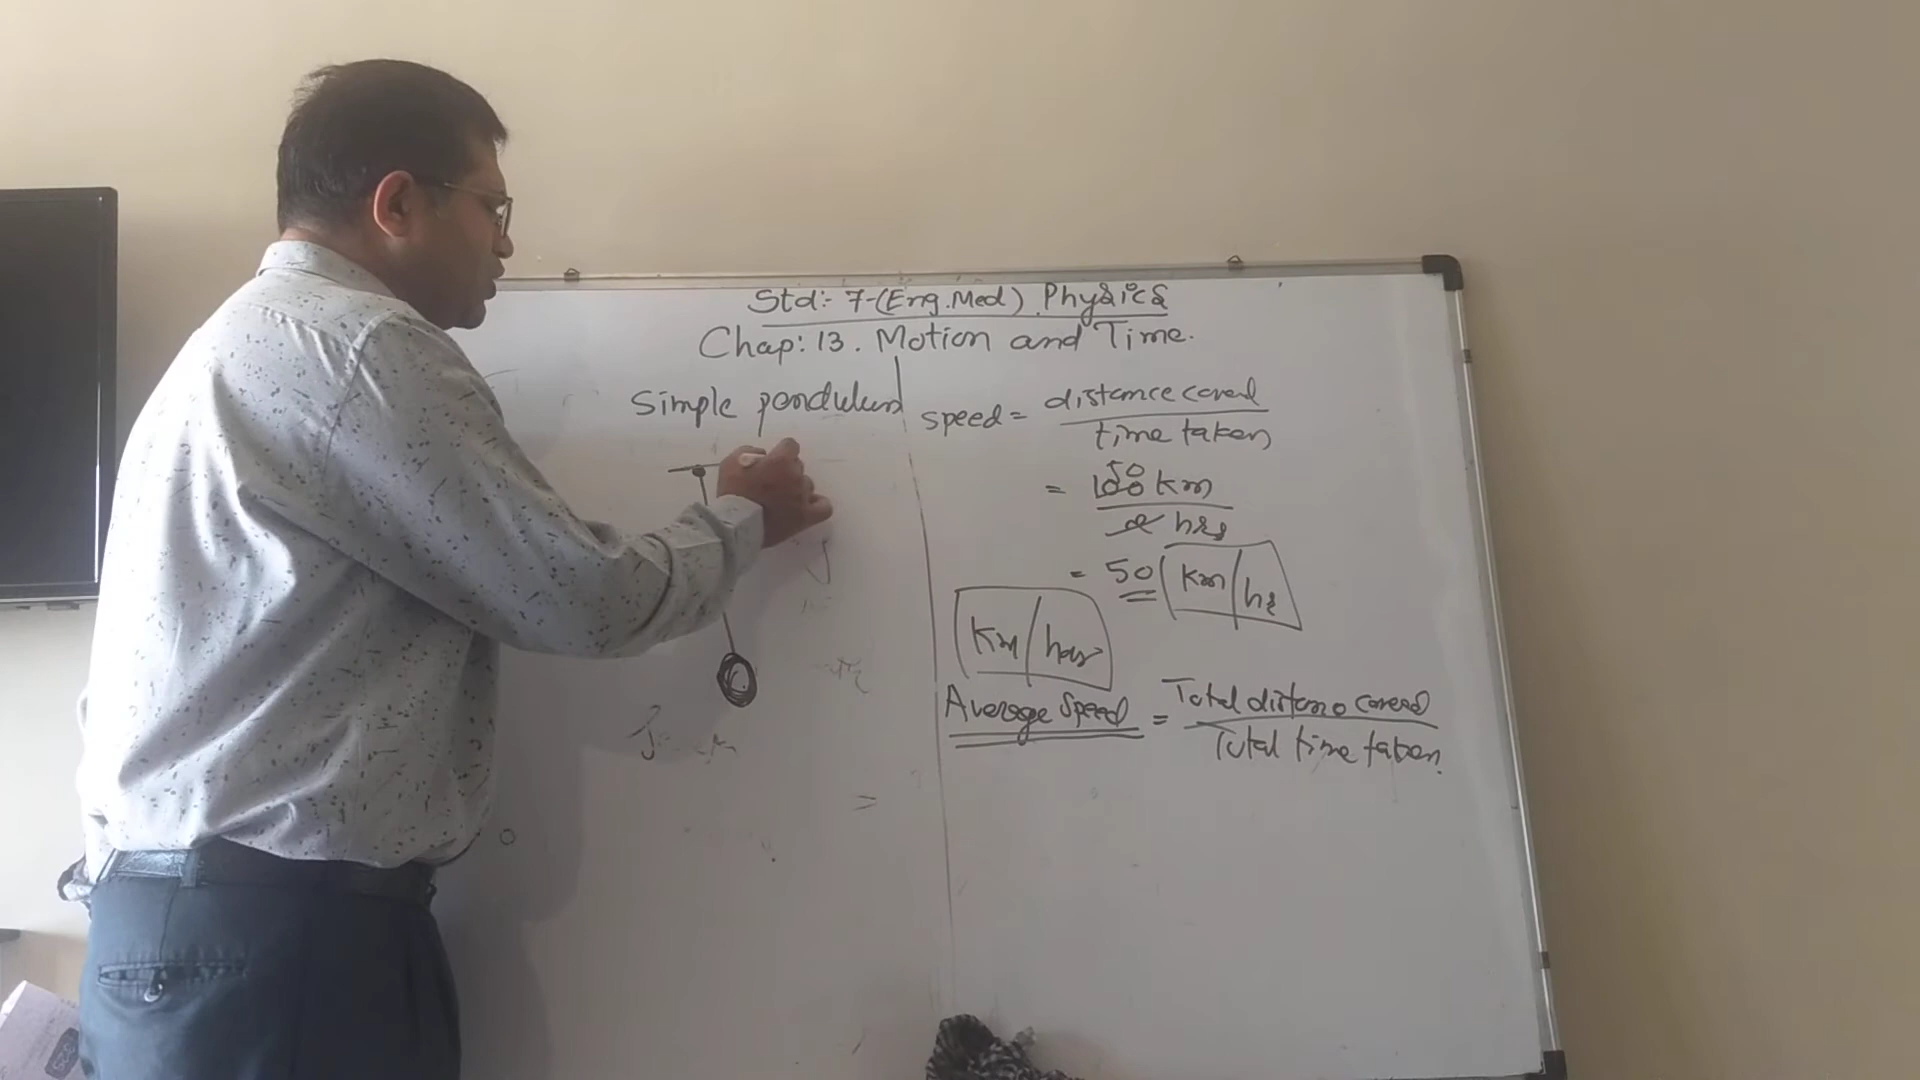 Std:- 7-(Eng.Med) Physics
Chap: 13. Motion and Time.
Simple pendulum
speed = distance covered
time taken
= 50
100 km
2 hrs
= 50 km/hr
km/hour
Average Speed = Total distance covered
Total time taken.